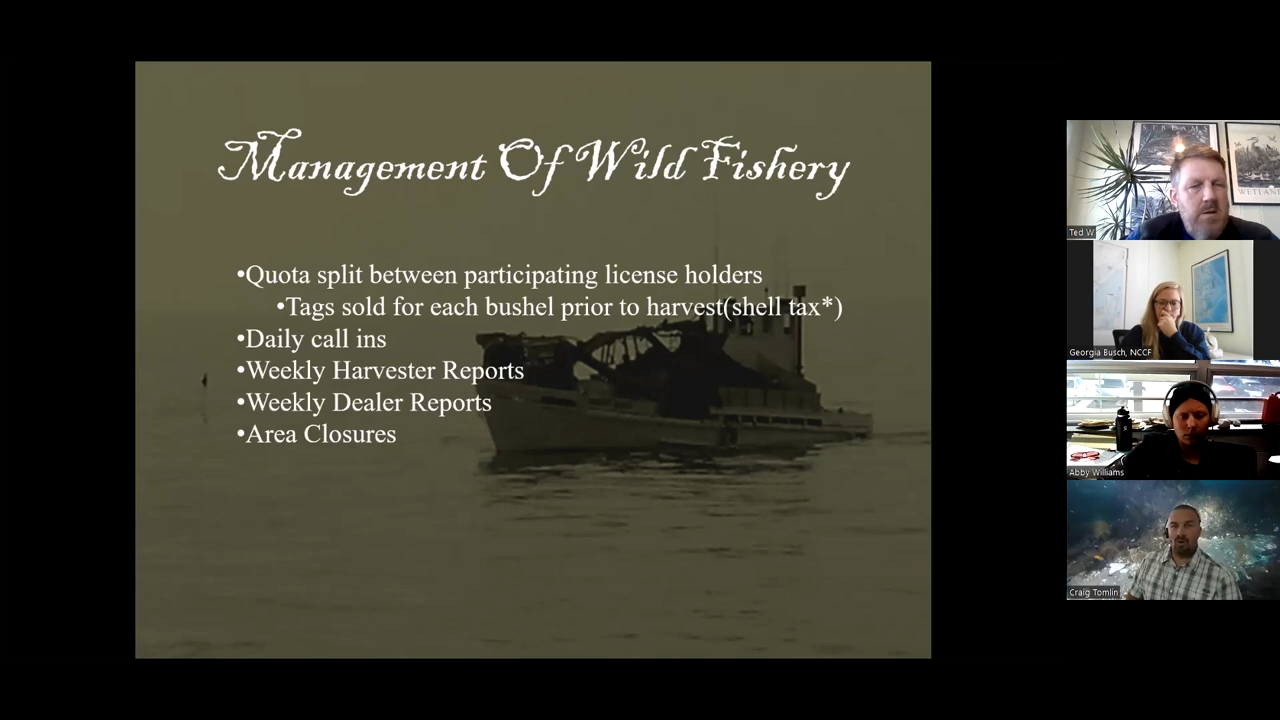 Management Of Wild Fishery
•Quota split between participating license holders
•Tags sold for each bushel prior to harvest(shell tax*)
•Daily call ins
•Weekly Harvester Reports
•Weekly Dealer Reports
•Area Closures
WETLAND
Ted W
Georgia Busch, NCCF
Abby Williams
Craig Tomlin